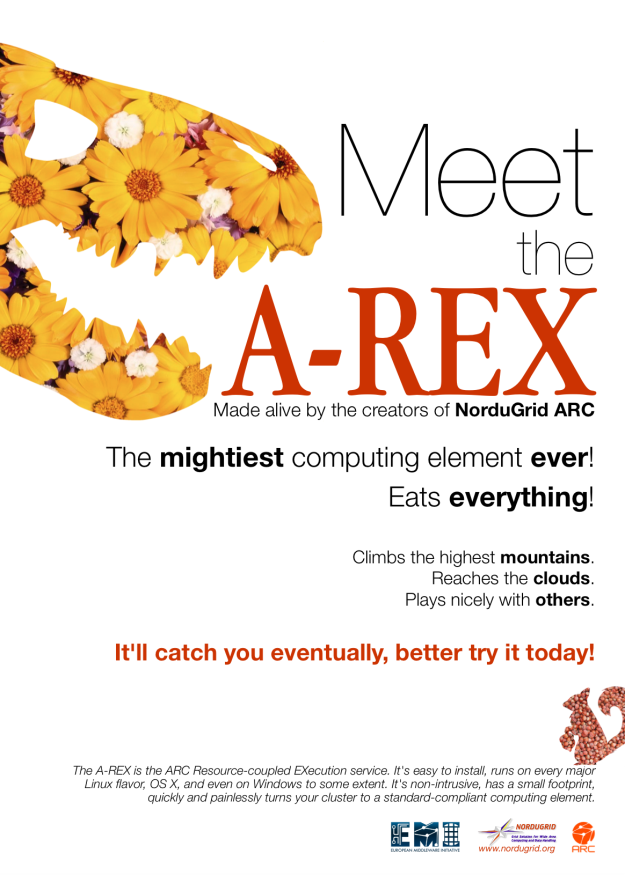 Meet
the
A-REX
Made alive by the creators of NorduGrid ARC
The mightiest computing element ever!
Eats everything!
Climbs the highest mountains.
Reaches the clouds.
Plays nicely with others.
It'll catch you eventually, better try it today!
The A-REX is the ARC Resource-coupled EXecution service. It's easy to install, runs on every major
Linux flavor, OS X, and even on Windows to some extent. It's non-intrusive, has a small footprint,
quickly and painlessly turns your cluster to a standard-compliant computing element.
EMI
EUROPEAN MIDDLEWARE INITIATIVE
NORDUGRID
Grid Solution for Wide Area
Computing and Data Handling
www.nordugrid.org
ARC